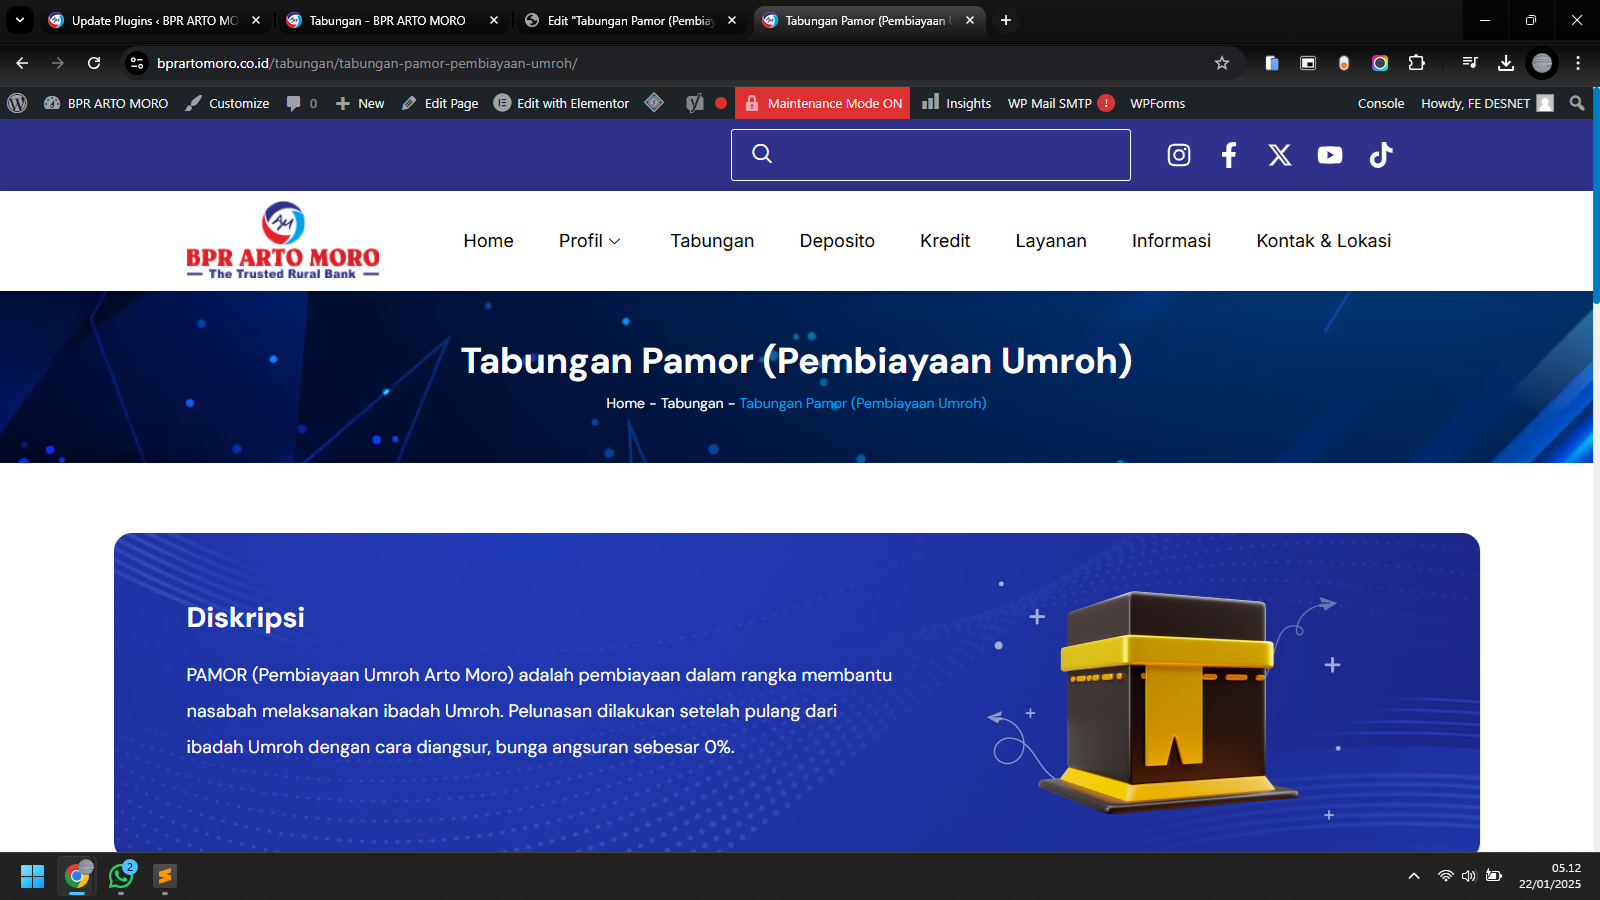 Update Plugins ‹ BPR ARTO MO
Tabungan - BPR ARTO MORO
Edit "Tabungan Pamor (Pembiay
Tabungan Pamor (Pembiayaan U
bprartomoro.co.id/tabungan/tabungan-pamor-pembiayaan-umroh/
BPR ARTO MORO
Customize
0
New
Edit Page
Edit with Elementor
Maintenance Mode ON
Insights
WP Mail SMTP !
WPForms
Console
Howdy, FE DESNET
AM
BPR ARTO MORO
The Trusted Rural Bank
Home
Profil
Tabungan
Deposito
Kredit
Layanan
Informasi
Kontak & Lokasi
Tabungan Pamor (Pembiayaan Umroh)
Home - Tabungan - Tabungan Pamor (Pembiayaan Umroh)
Diskripsi
PAMOR (Pembiayaan Umroh Arto Moro) adalah pembiayaan dalam rangka membantu
nasabah melaksanakan ibadah Umroh. Pelunasan dilakukan setelah pulang dari
ibadah Umroh dengan cara diangsur, bunga angsuran sebesar 0%.
2
05.12
22/01/2025